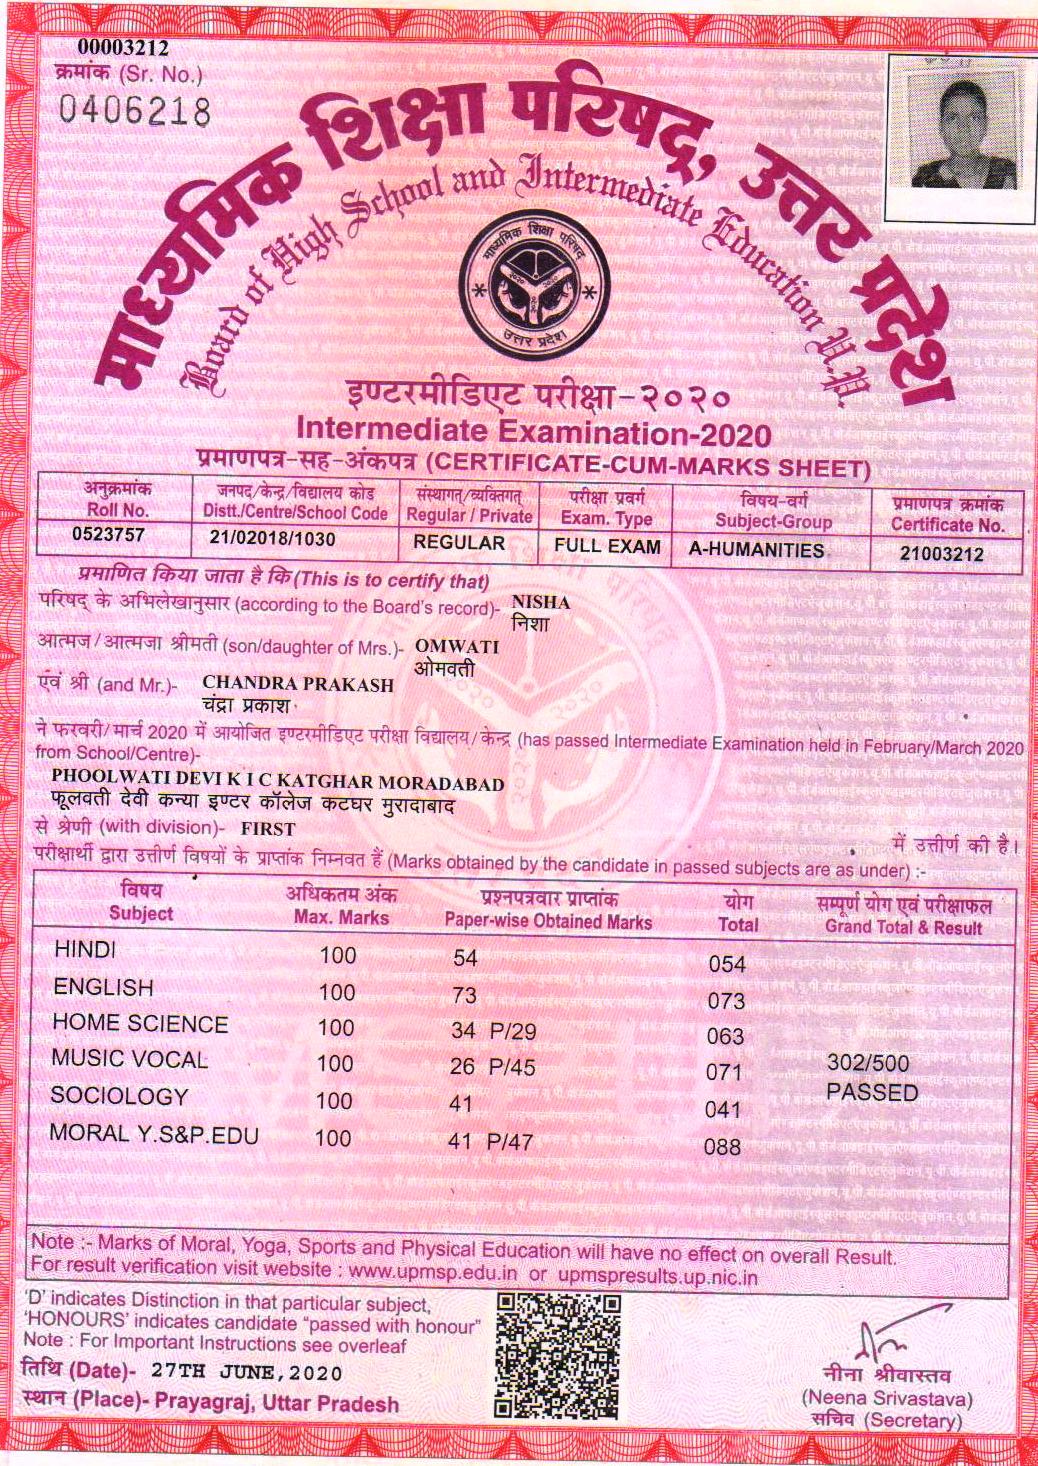 00003212
क्रमांक (Sr. No.)
0406218
माध्यमिक शिक्षा परिषद्, उत्तर प्रदेश
Board of High School and Intermediate Education U.P.
माध्यमिक शिक्षा परिषद
उत्तर प्रदेश
इण्टरमीडिएट परीक्षा-२०२०
Intermediate Examination-2020
प्रमाणपत्र-सह-अंकपत्र (CERTIFICATE-CUM-MARKS SHEET)
अनुक्रमांक जनपद/केन्द्र/विद्यालय कोड संस्थागत्/व्यक्तिगत् परीक्षा प्रवर्ग विषय-वर्ग प्रमाणपत्र क्रमांक
Roll No. Distt./Centre/School Code Regular / Private Exam. Type Subject-Group Certificate No.
0523757 21/02018/1030 REGULAR FULL EXAM A-HUMANITIES 21003212
प्रमाणित किया जाता है कि (This is to certify that)
परिषद् के अभिलेखानुसार (according to the Board's record)- NISHA
निशा
आत्मज/आत्मजा श्रीमती (son/daughter of Mrs.)- OMWATI
ओमवती
एवं श्री (and Mr.)- CHANDRA PRAKASH
चंद्रा प्रकाश
ने फरवरी/मार्च 2020 में आयोजित इण्टरमीडिएट परीक्षा विद्यालय/केन्द्र (has passed Intermediate Examination held in February/March 2020
from School/Centre)-
PHOOLWATI DEVI K I C KATGHAR MORADABAD
फूलवती देवी कन्या इण्टर कॉलेज कटघर मुरादाबाद
से श्रेणी (with division)- FIRST में उत्तीर्ण की है।
परीक्षार्थी द्वारा उत्तीर्ण विषयों के प्राप्तांक निम्नवत हैं (Marks obtained by the candidate in passed subjects are as under) :-
विषय अधिकतम अंक प्रश्नपत्रवार प्राप्तांक योग सम्पूर्ण योग एवं परीक्षाफल
Subject Max. Marks Paper-wise Obtained Marks Total Grand Total & Result
HINDI 100 54 054
ENGLISH 100 73 073
HOME SCIENCE 100 34 P/29 063
MUSIC VOCAL 100 26 P/45 071 302/500
SOCIOLOGY 100 41 041 PASSED
MORAL Y.S&P.EDU 100 41 P/47 088
Note :- Marks of Moral, Yoga, Sports and Physical Education will have no effect on overall Result.
For result verification visit website : www.upmsp.edu.in or upmspresults.up.nic.in
'D' indicates Distinction in that particular subject,
'HONOURS' indicates candidate "passed with honour"
Note : For Important Instructions see overleaf
तिथि (Date)- 27TH JUNE,2020
स्थान (Place)- Prayagraj, Uttar Pradesh
नीना श्रीवास्तव
(Neena Srivastava)
सचिव (Secretary)